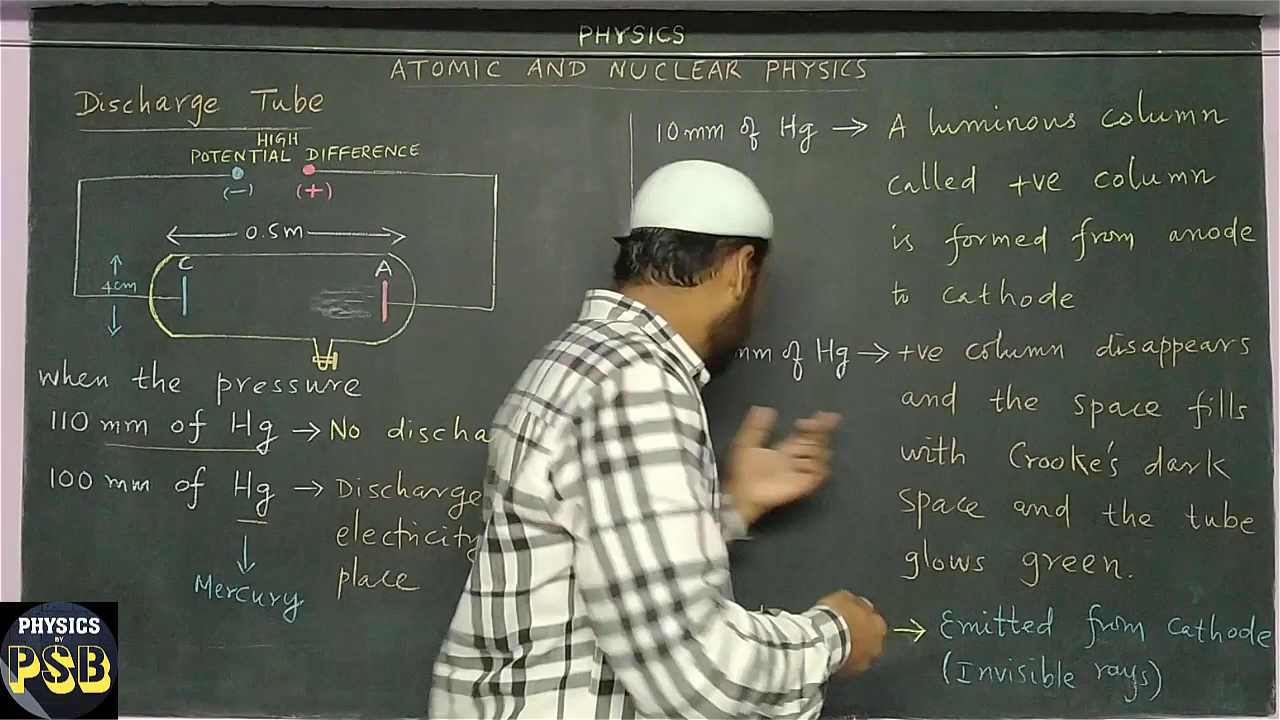 PHYSICS
ATOMIC AND NUCLEAR PHYSICS
Discharge Tube
HIGH
POTENTIAL DIFFERENCE
(-) (+)
0.5m
C A
4cm
when the pressure
110 mm of Hg → No discha
100 mm of Hg → Discharge
electricity
place
Mercury
10mm of Hg → A luminous column
called +ve column
is formed from anode
to cathode
mm of Hg → +ve column disappears
and the space fills
with Crooke's dark
space and the tube
glows green.
→ Emitted from cathode
(Invisible rays)
PHYSICS
BY
PSB